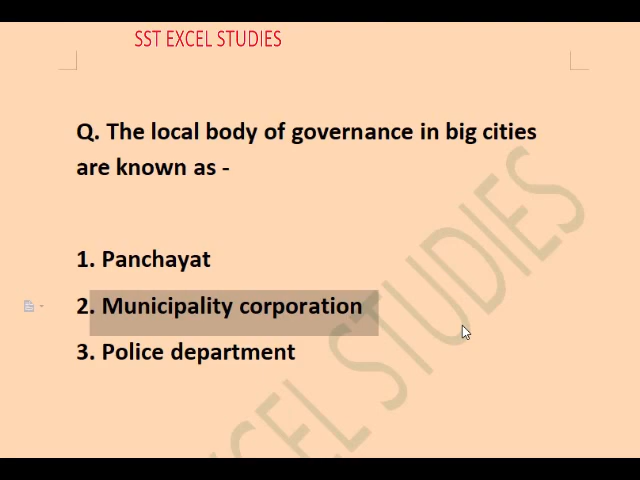 SST EXCEL STUDIES
Q. The local body of governance in big cities
are known as -
1. Panchayat
2. Municipality corporation
3. Police department
EXCEL STUDIES